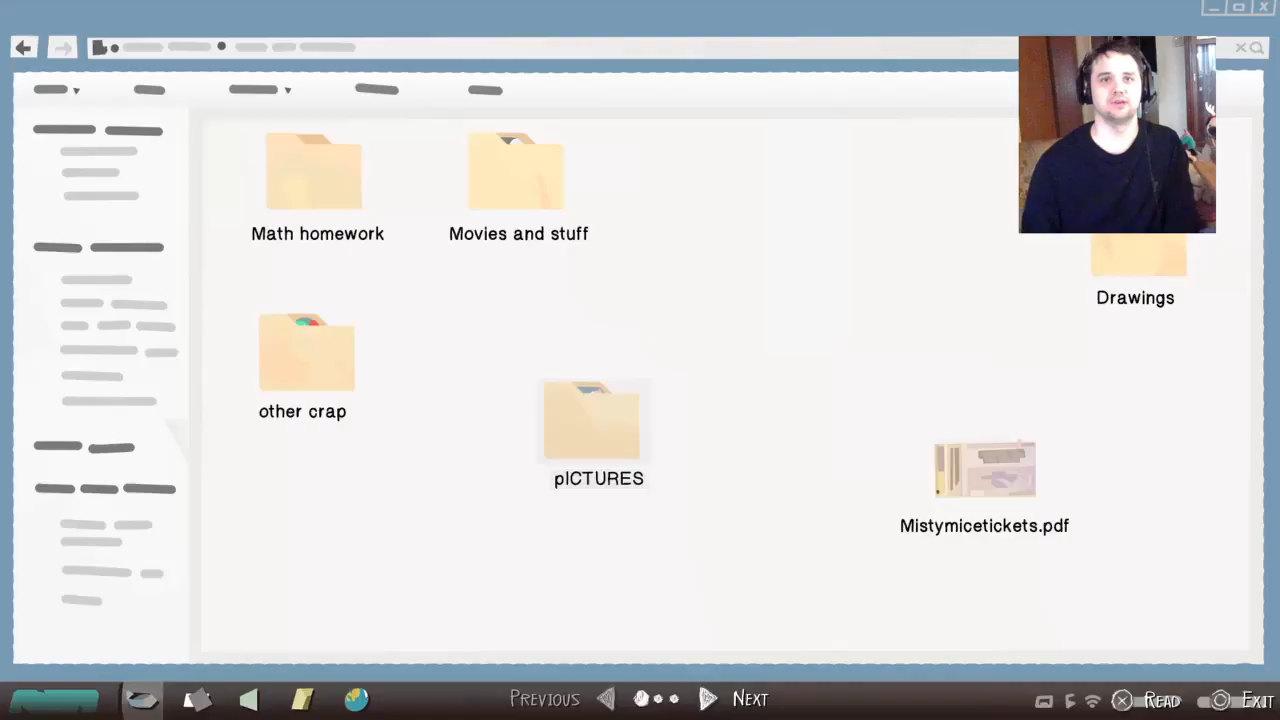 Math homework
Movies and stuff
Drawings
other crap
pICTURES
Mistymicetickets.pdf
Previous
Next
Read
Exit